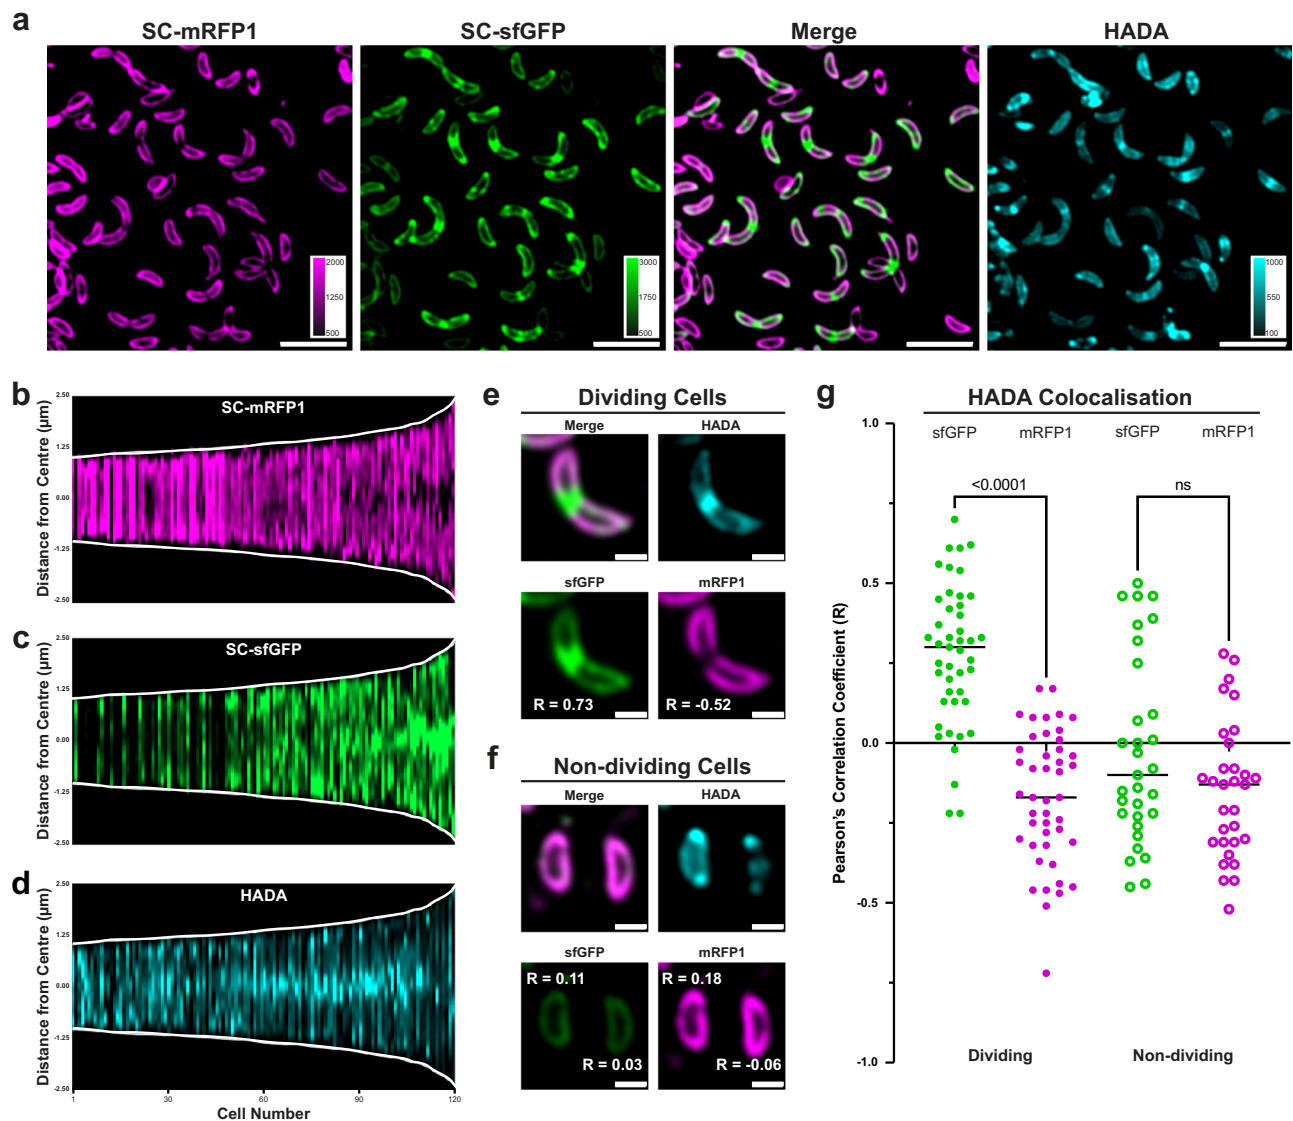 a
SC-mRFP1 SC-sfGFP Merge HADA
2000 3000 1000
1250 1750 550
500 500 100
b
2.50
SC-mRFP1
1.25
0.00
-1.25
-2.50
Distance from Centre (µm)
c
2.50
SC-sfGFP
1.25
0.00
-1.25
-2.50
Distance from Centre (µm)
d
2.50
HADA
1.25
0.00
-1.25
-2.50
Distance from Centre (µm)
1 30 60 90 120
Cell Number
e
Dividing Cells
Merge HADA
sfGFP mRFP1
R = 0.73 R = -0.52
f
Non-dividing Cells
Merge HADA
sfGFP mRFP1
R = 0.11 R = 0.18
R = 0.03 R = -0.06
g
HADA Colocalisation
sfGFP mRFP1 sfGFP mRFP1
<0.0001 ns
1.0
0.5
0.0
-0.5
-1.0
Pearson's Correlation Coefficient (R)
Dividing Non-dividing